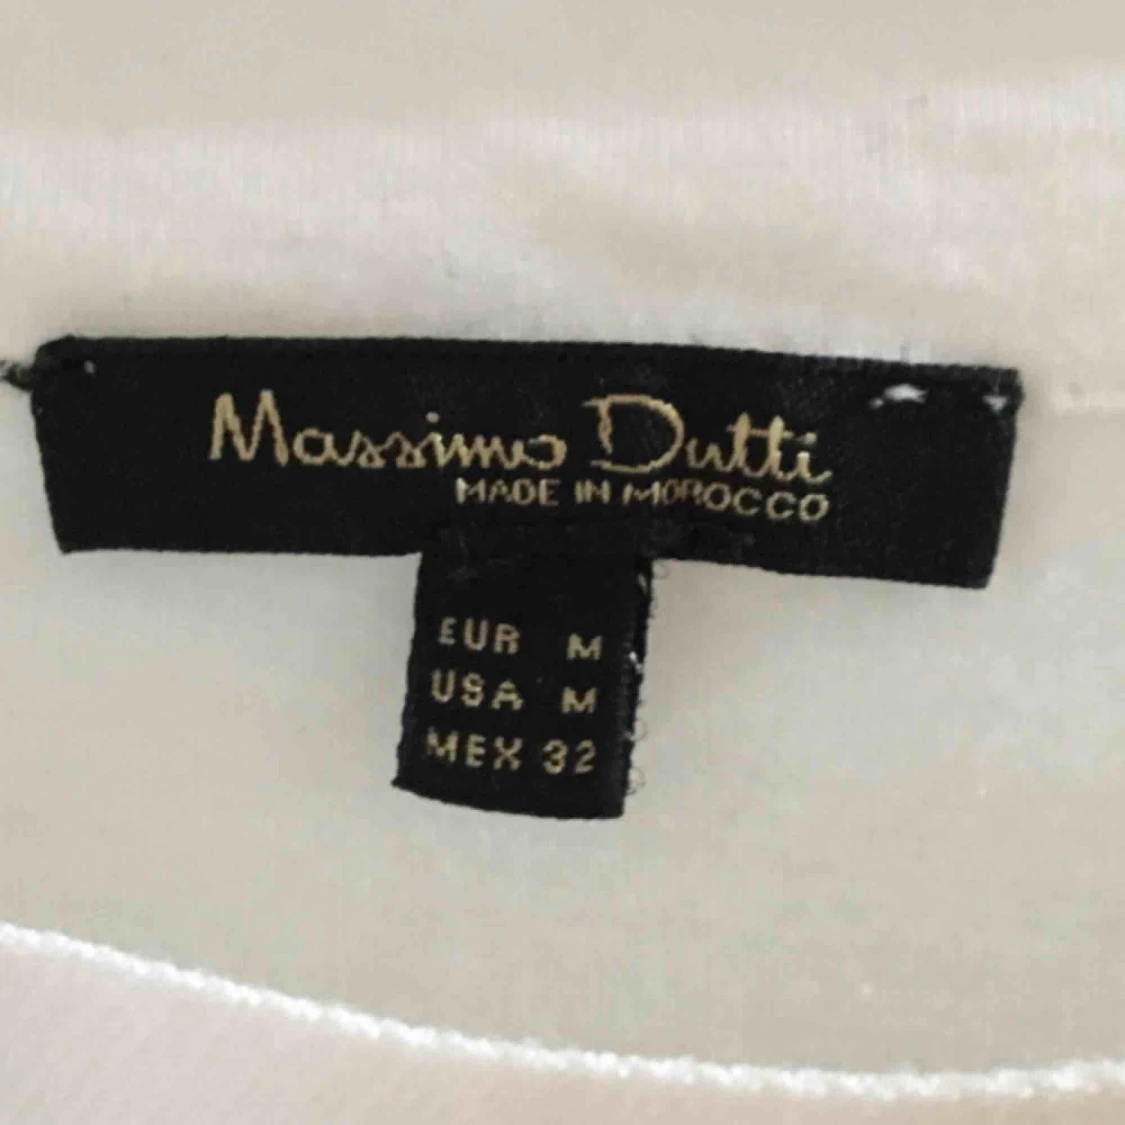 Massimo Dutti
MADE IN MOROCCO
EUR M
USA M
MEX 32